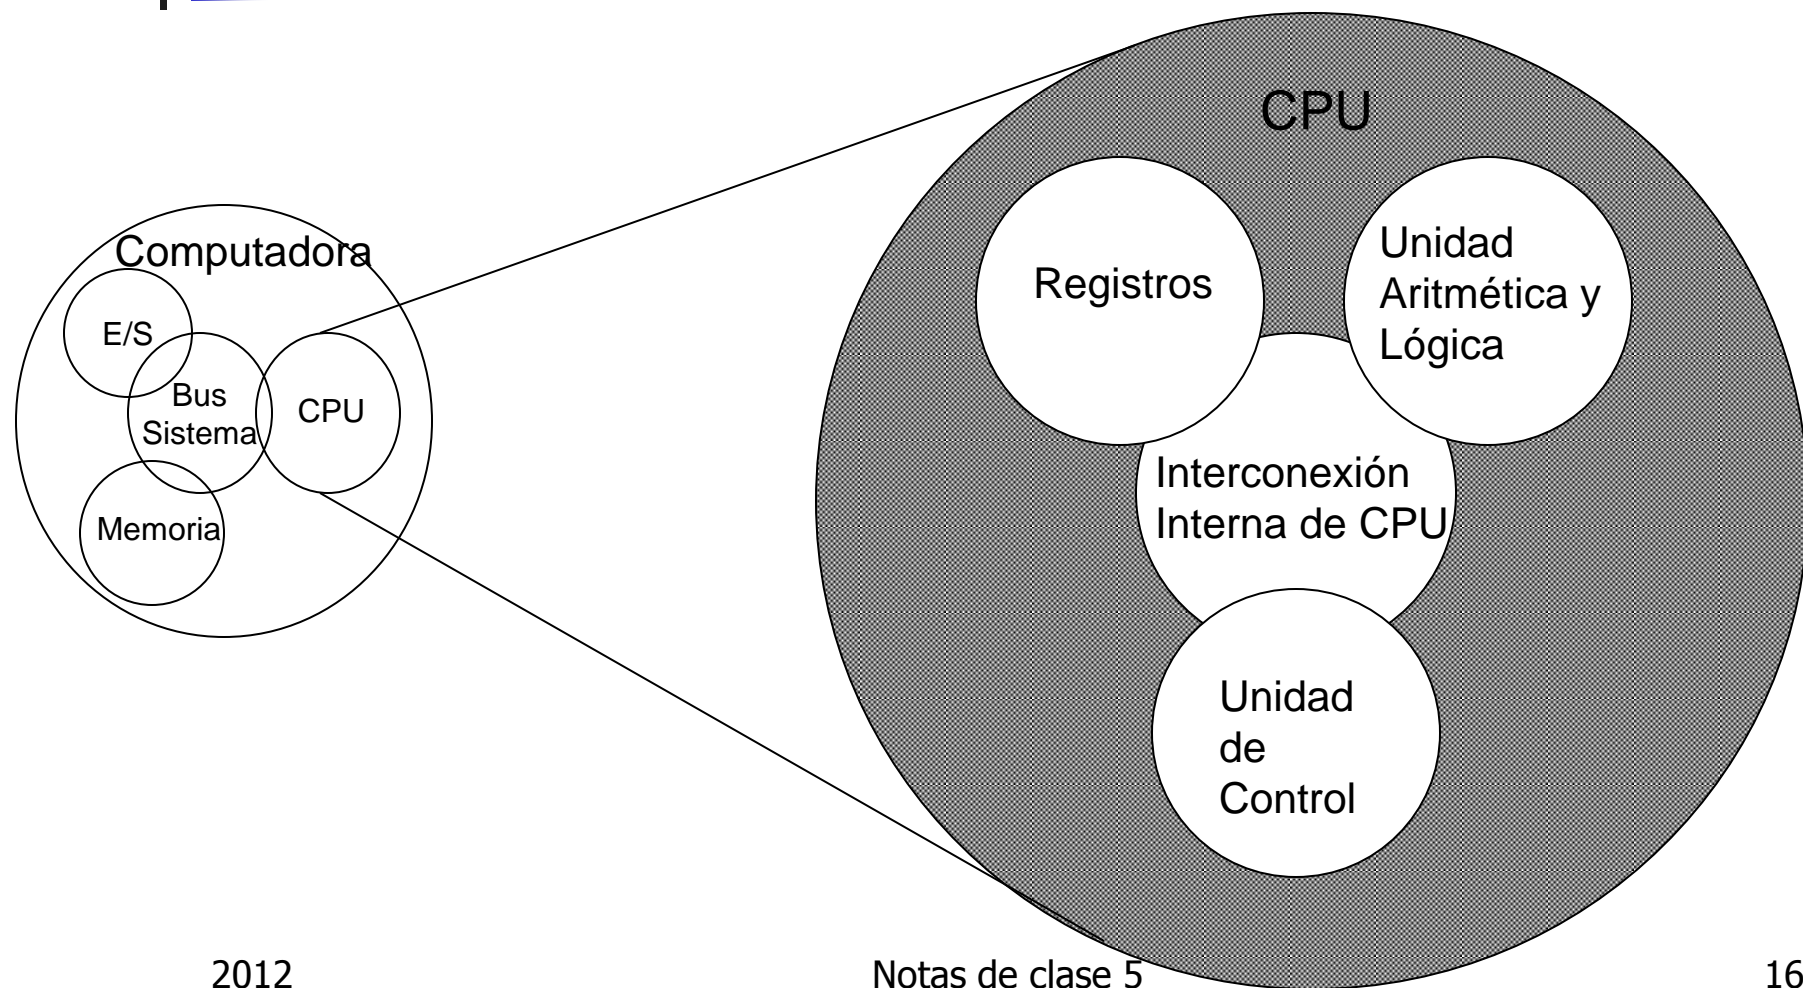 Computadora
E/S
Bus
Sistema
CPU
Memoria
CPU
Registros
Unidad
Aritmética y
Lógica
Interconexión
Interna de CPU
Unidad
de
Control
2012
Notas de clase 5
16